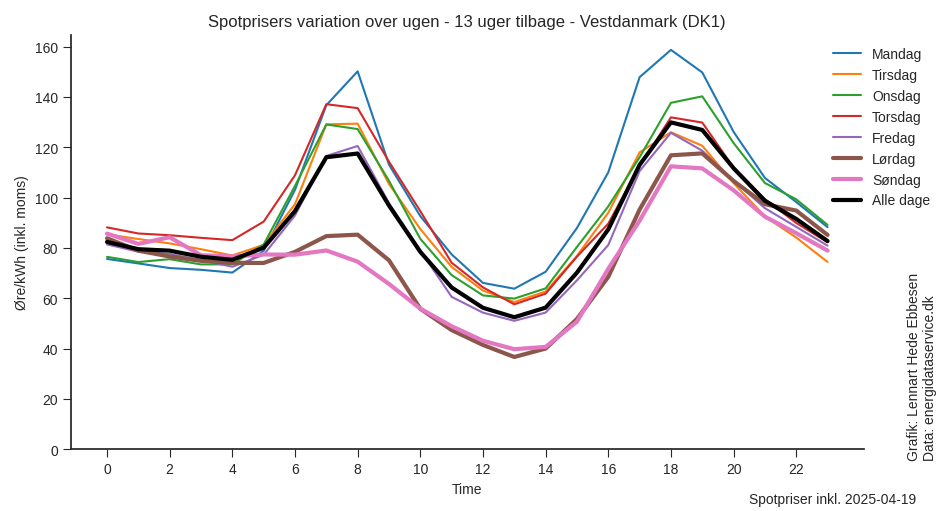 Spotprisers variation over ugen - 13 uger tilbage - Vestdanmark (DK1)
Øre/kWh (inkl. moms)
160
140
120
100
80
60
40
20
0
0 2 4 6 8 10 12 14 16 18 20 22
Time
Mandag
Tirsdag
Onsdag
Torsdag
Fredag
Lørdag
Søndag
Alle dage
Grafik: Lennart Hede Ebbesen
Data: energidataservice.dk
Spotpriser inkl. 2025-04-19